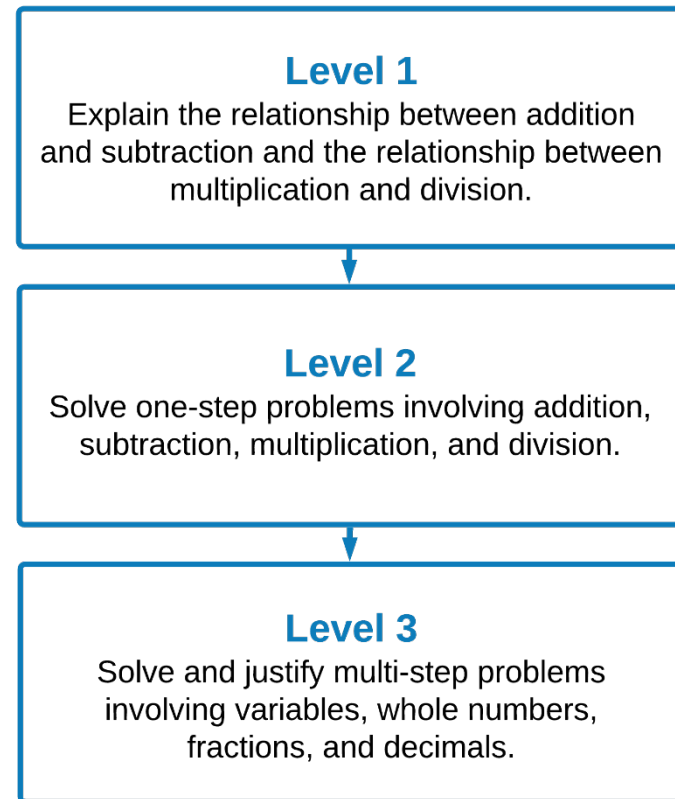 Level 1
Explain the relationship between addition
and subtraction and the relationship between
multiplication and division.
Level 2
Solve one-step problems involving addition,
subtraction, multiplication, and division.
Level 3
Solve and justify multi-step problems
involving variables, whole numbers,
fractions, and decimals.